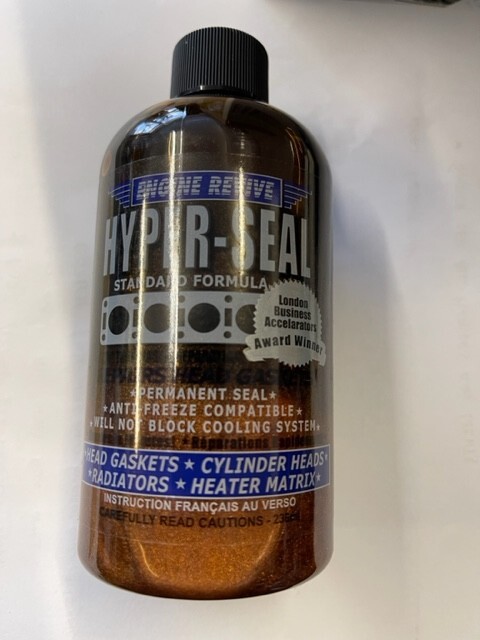 ENGINE REVIVE
HYPER-SEAL
STANDARD FORMULA
London
Business
Accelarators
Award Winner
★PERMANENT SEAL★
★ANTI-FREEZE COMPATIBLE★
★WILL NOT BLOCK COOLING SYSTEM★
★HEAD GASKETS ★ CYLINDER HEADS★
★RADIATORS ★ HEATER MATRIX★
INSTRUCTION FRANÇAIS AU VERSO
CAREFULLY READ CAUTIONS -